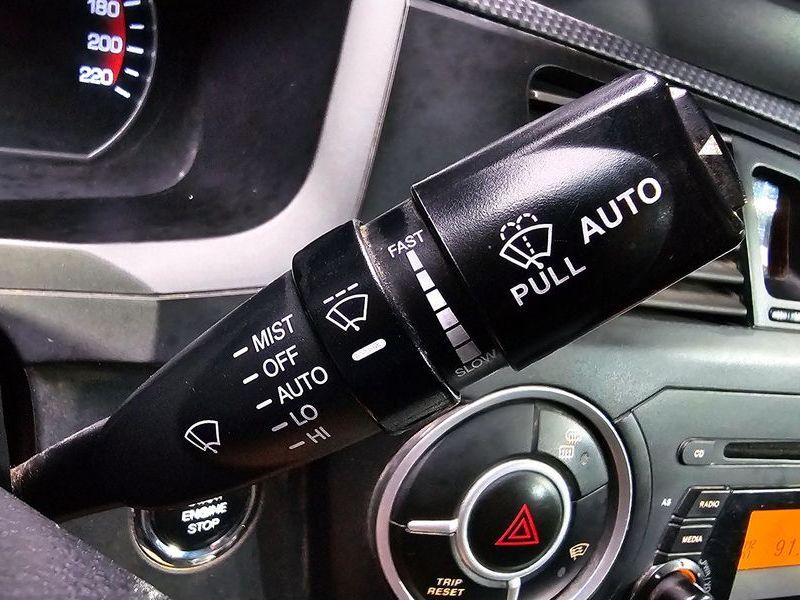 180
200
220
FAST
AUTO
PULL
MIST
OFF
AUTO
LO
HI
SLOW
ENGINE
STOP
TRIP
RESET
CD
AS
RADIO
MEDIA